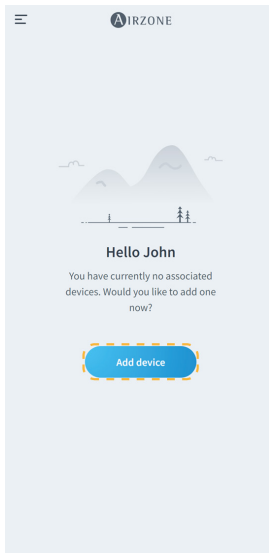 AIRZONE
Hello John
You have currently no associated
devices. Would you like to add one
now?
Add device